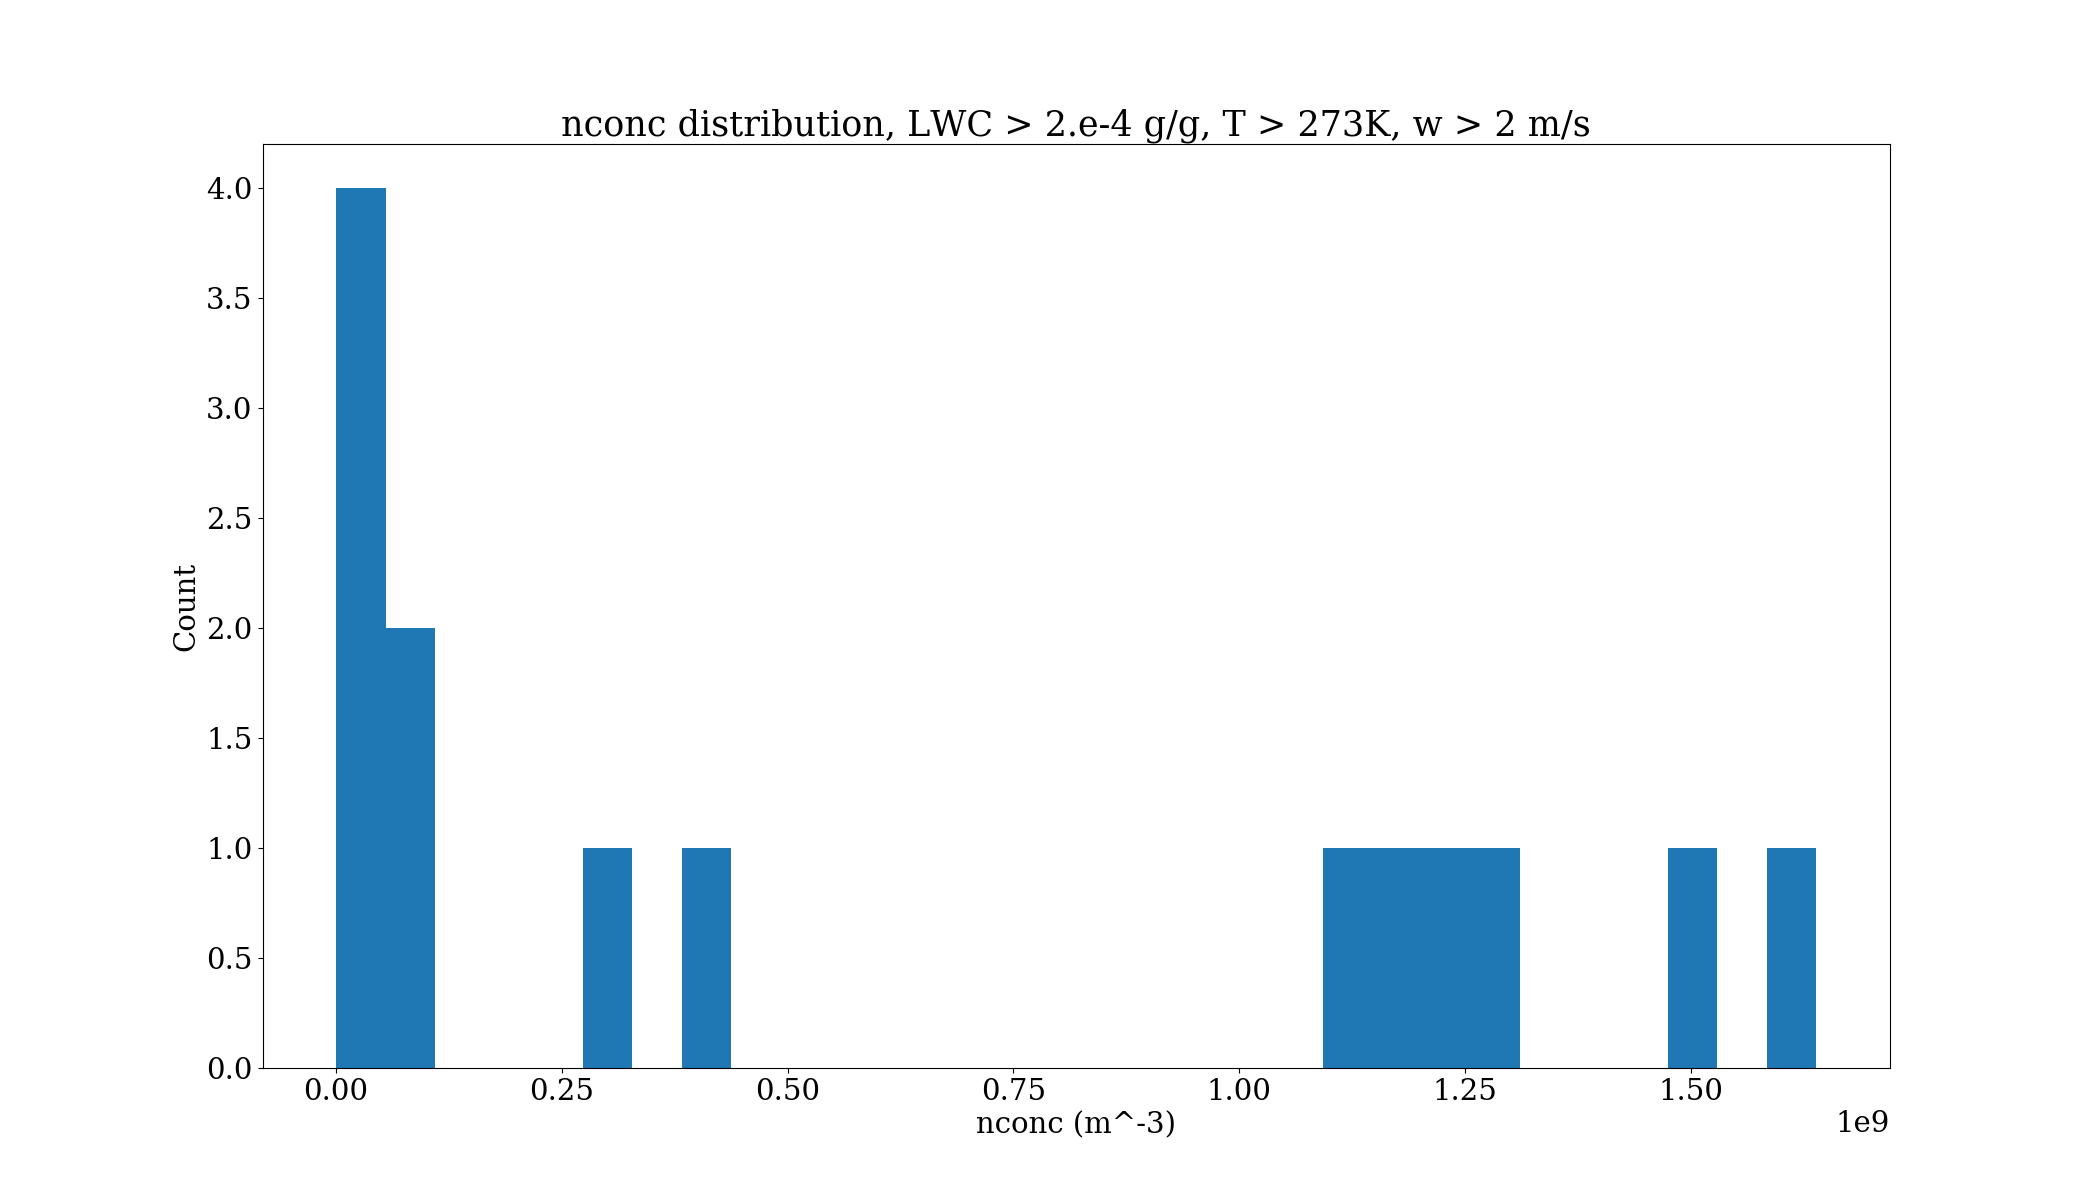 nconc distribution, LWC > 2.e-4 g/g, T > 273K, w > 2 m/s
Count
4.0
3.5
3.0
2.5
2.0
1.5
1.0
0.5
0.0
0.00 0.25 0.50 0.75 1.00 1.25 1.50
nconc (m^-3)
1e9